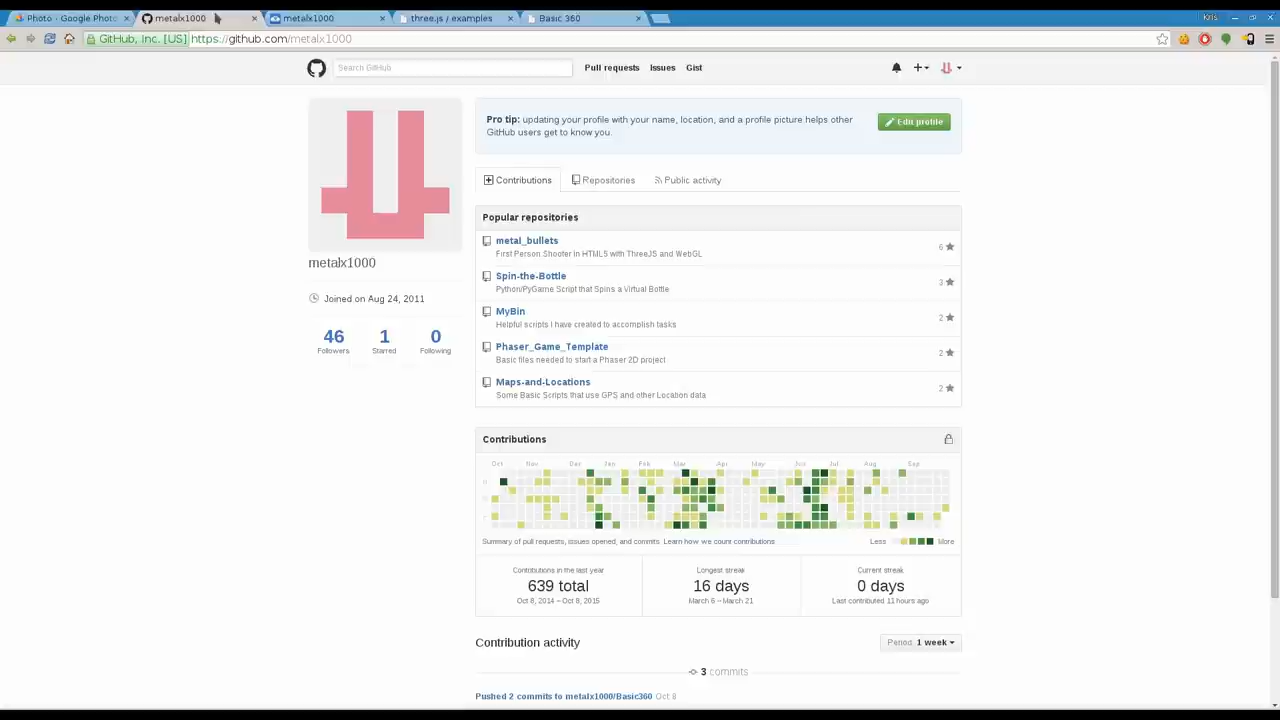 Photo - Google Photo
metalx1000
metalx1000
three.js / examples
Basic 360
Kris
GitHub, Inc. [US]
https://github.com/metalx1000
Search GitHub
Pull requests
Issues
Gist
Pro tip: updating your profile with your name, location, and a profile picture helps other
GitHub users get to know you.
Edit profile
Contributions
Repositories
Public activity
Popular repositories
metal_bullets
First Person Shooter in HTML5 with ThreeJS and WebGL
6
Spin-the-Bottle
Python/PyGame Script that Spins a Virtual Bottle
3
MyBin
Helpful scripts I have created to accomplish tasks
2
Phaser_Game_Template
Basic files needed to start a Phaser 2D project
2
Maps-and-Locations
Some Basic Scripts that use GPS and other Location data
2
metalx1000
Joined on Aug 24, 2011
46
Followers
1
Starred
0
Following
Contributions
Oct Nov Dec Jan Feb Mar Apr May Jun Jul Aug Sep
Summary of pull requests, issues opened, and commits. Learn how we count contributions
Less More
Contributions in the last year
639 total
Oct 8, 2014 – Oct 8, 2015
Longest streak
16 days
March 6 – March 21
Current streak
0 days
Last contributed 11 hours ago
Contribution activity
Period: 1 week
3 commits
Pushed 2 commits to metalx1000/Basic360 Oct 8